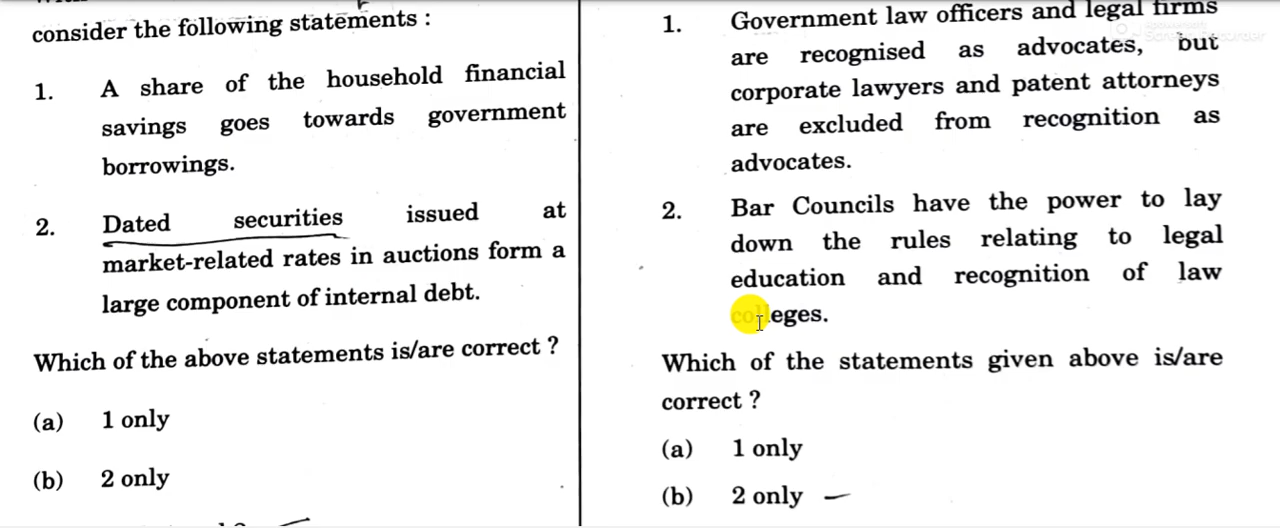 consider the following statements :
1. A share of the household financial
savings goes towards government
borrowings.
2. Dated securities issued at
market-related rates in auctions form a
large component of internal debt.
Which of the above statements is/are correct ?
(a) 1 only
(b) 2 only
1. Government law officers and legal firms
are recognised as advocates, but
corporate lawyers and patent attorneys
are excluded from recognition as
advocates.
2. Bar Councils have the power to lay
down the rules relating to legal
education and recognition of law
colleges.
Which of the statements given above is/are
correct ?
(a) 1 only
(b) 2 only